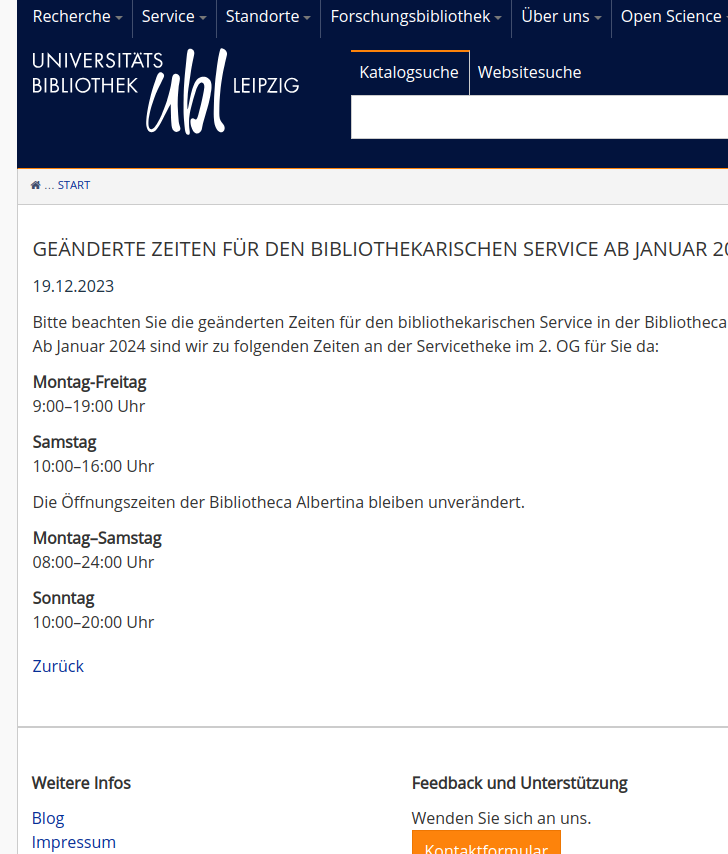 Recherche Service Standorte Forschungsbibliothek Über uns Open Science
UNIVERSITÄTS
BIBLIOTHEK ubl LEIPZIG
Katalogsuche Websitesuche
... START
GEÄNDERTE ZEITEN FÜR DEN BIBLIOTHEKARISCHEN SERVICE AB JANUAR 20
19.12.2023
Bitte beachten Sie die geänderten Zeiten für den bibliothekarischen Service in der Bibliotheca
Ab Januar 2024 sind wir zu folgenden Zeiten an der Servicetheke im 2. OG für Sie da:
Montag-Freitag
9:00–19:00 Uhr
Samstag
10:00–16:00 Uhr
Die Öffnungszeiten der Bibliotheca Albertina bleiben unverändert.
Montag–Samstag
08:00–24:00 Uhr
Sonntag
10:00–20:00 Uhr
Zurück
Weitere Infos
Blog
Impressum
Feedback und Unterstützung
Wenden Sie sich an uns.
Kontaktformular